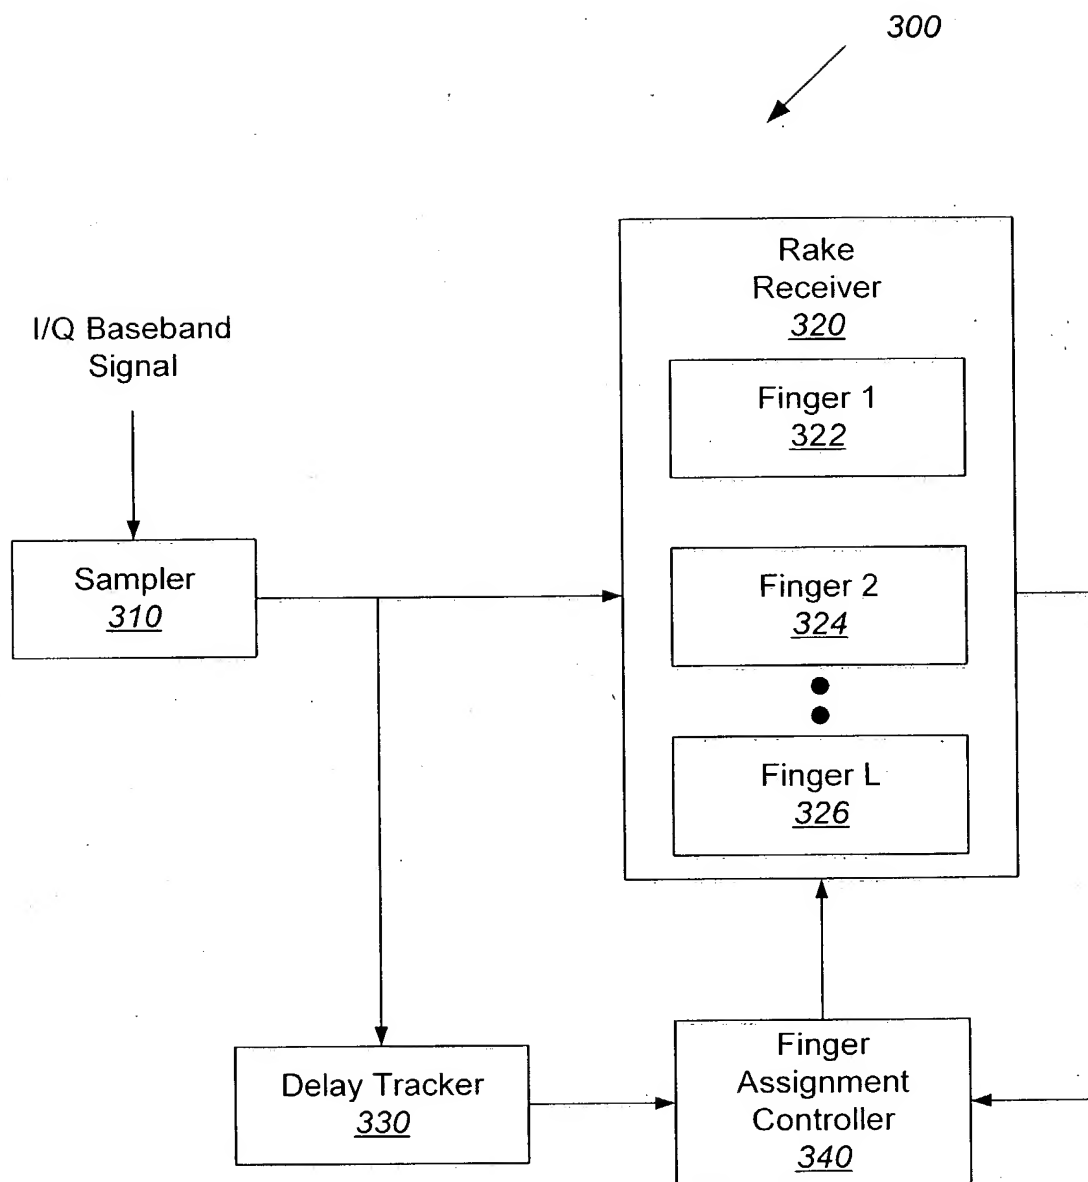 300
Rake
Receiver
320
I/Q Baseband
Signal
Finger 1
322
Sampler
310
Finger 2
324
Finger L
326
Delay Tracker
330
Finger
Assignment
Controller
340